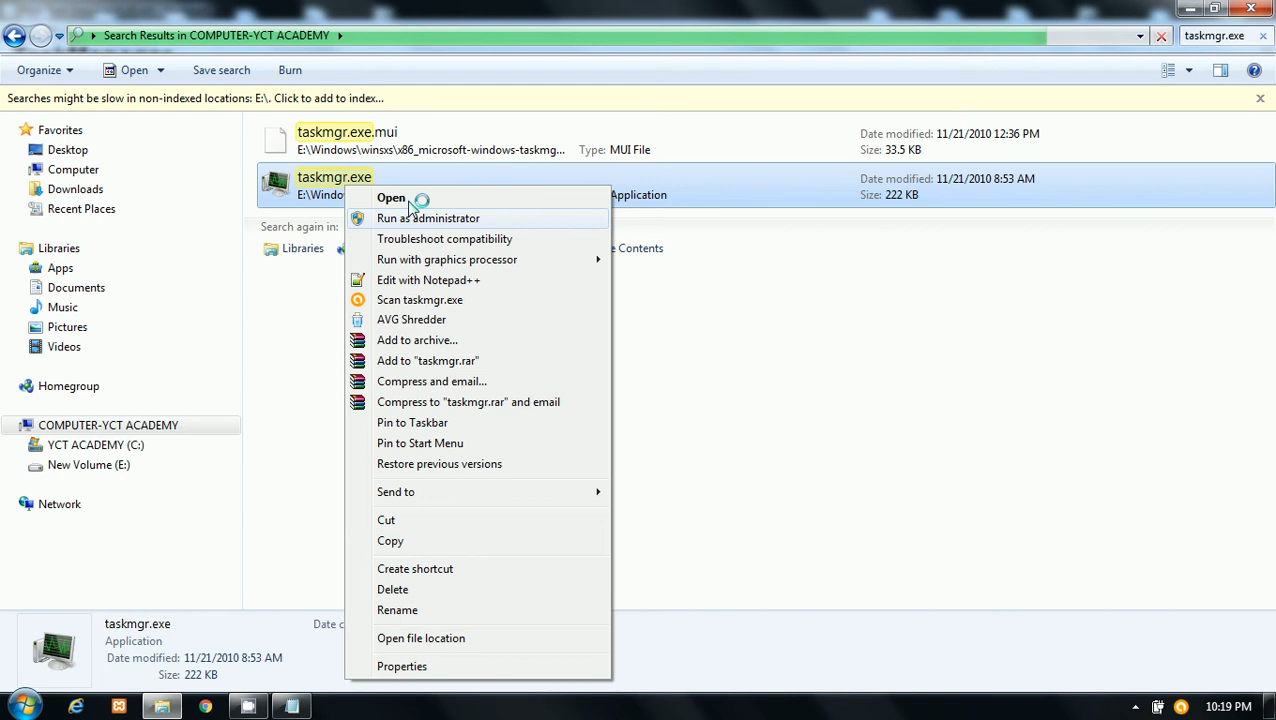 Search Results in COMPUTER-YCT ACADEMY
taskmgr.exe
Organize Open Save search Burn
Searches might be slow in non-indexed locations: E:\. Click to add to index...
Favorites
Desktop
Computer
Downloads
Recent Places
Libraries
Apps
Documents
Music
Pictures
Videos
Homegroup
COMPUTER-YCT ACADEMY
YCT ACADEMY (C:)
New Volume (E:)
Network
taskmgr.exe.mui Date modified: 11/21/2010 12:36 PM
E:\Windows\winsxs\x86_microsoft-windows-taskmg... Type: MUI File Size: 33.5 KB
taskmgr.exe Date modified: 11/21/2010 8:53 AM
E:\Windo Application Size: 222 KB
Search again in:
Libraries Contents
Open
Run as administrator
Troubleshoot compatibility
Run with graphics processor
Edit with Notepad++
Scan taskmgr.exe
AVG Shredder
Add to archive...
Add to "taskmgr.rar"
Compress and email...
Compress to "taskmgr.rar" and email
Pin to Taskbar
Pin to Start Menu
Restore previous versions
Send to
Cut
Copy
Create shortcut
Delete
Rename
Open file location
Properties
taskmgr.exe Date c
Application
Date modified: 11/21/2010 8:53 AM
Size: 222 KB
10:19 PM